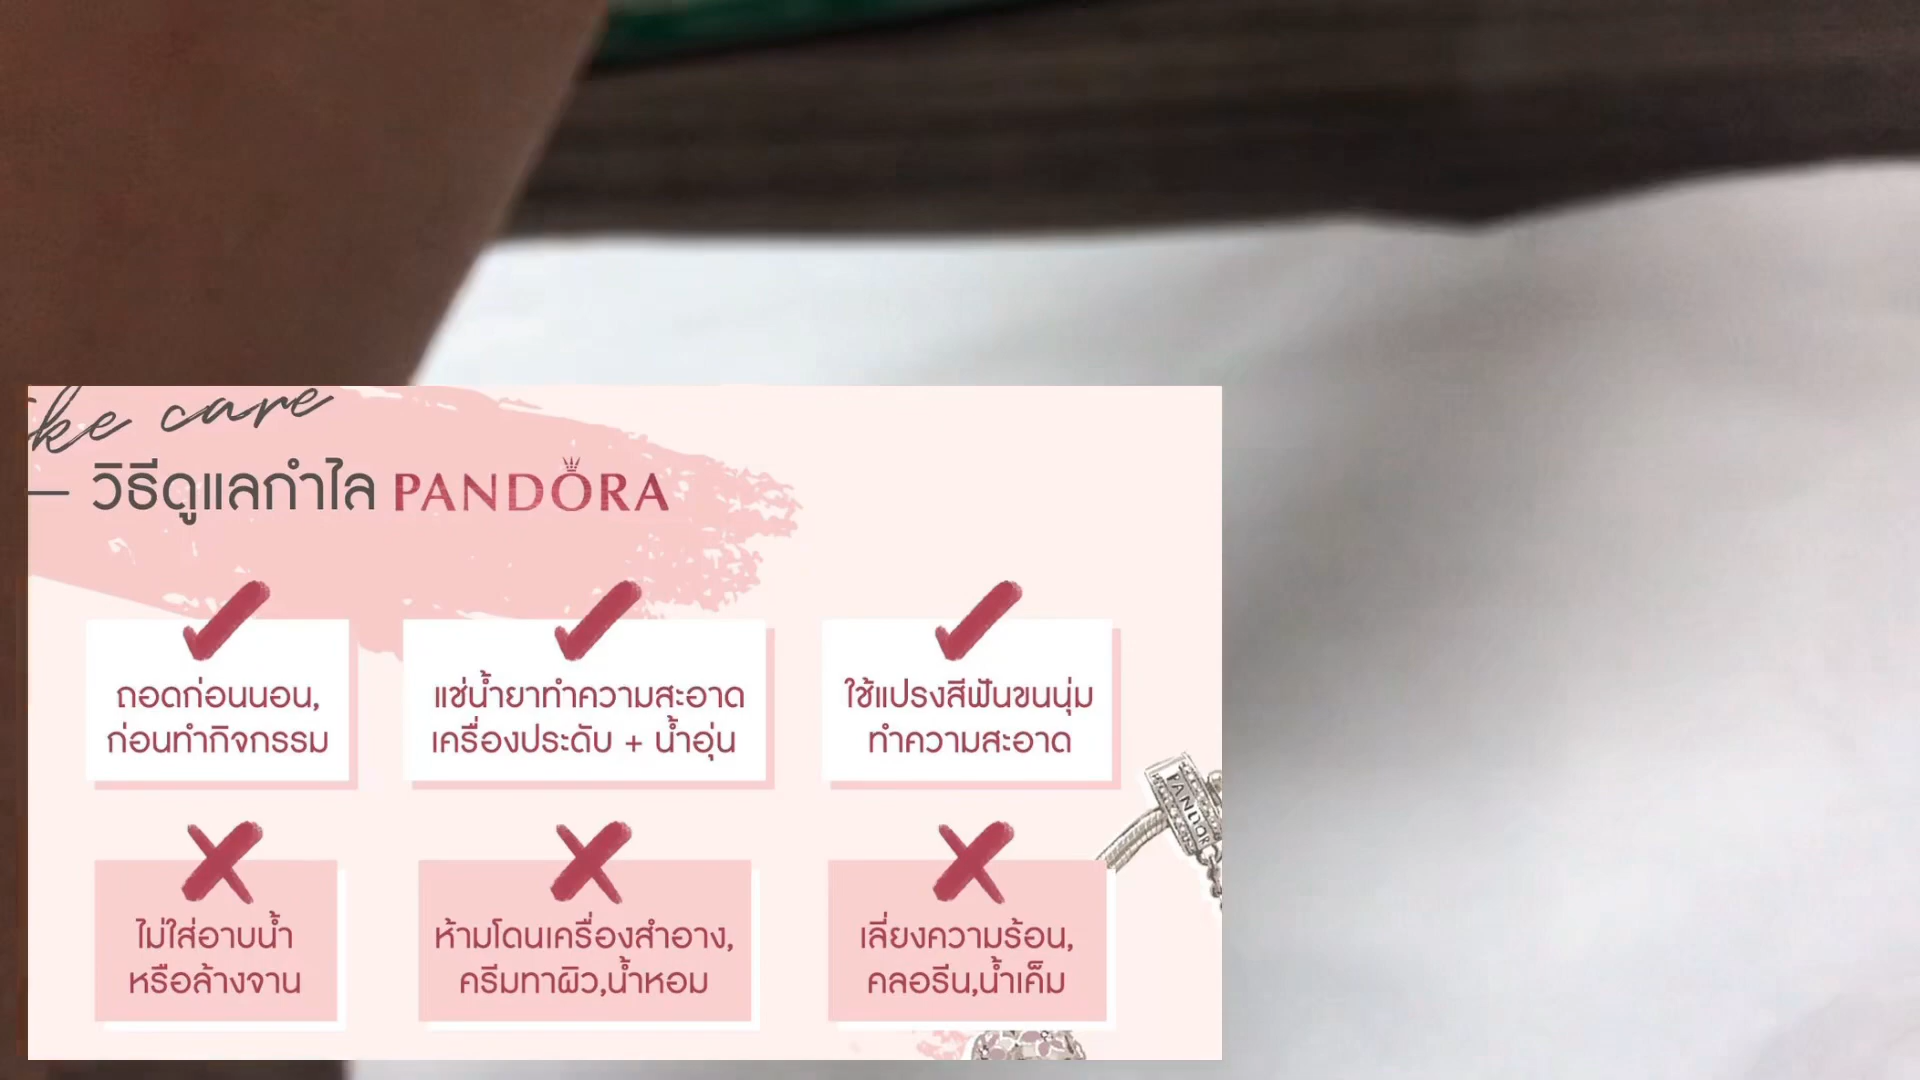 ke care
— วิธีดูแลกำไล PANDORA
ถอดก่อนนอน,
ก่อนทำกิจกรรม
แช่น้ำยาทำความสะอาด
เครื่องประดับ + น้ำอุ่น
ใช้แปรงสีฟันขนนุ่ม
ทำความสะอาด
PANDOR
ไม่ใส่อาบน้ำ
หรือล้างจาน
ห้ามโดนเครื่องสำอาง,
ครีมทาผิว,น้ำหอม
เลี่ยงความร้อน,
คลอรีน,น้ำเค็ม